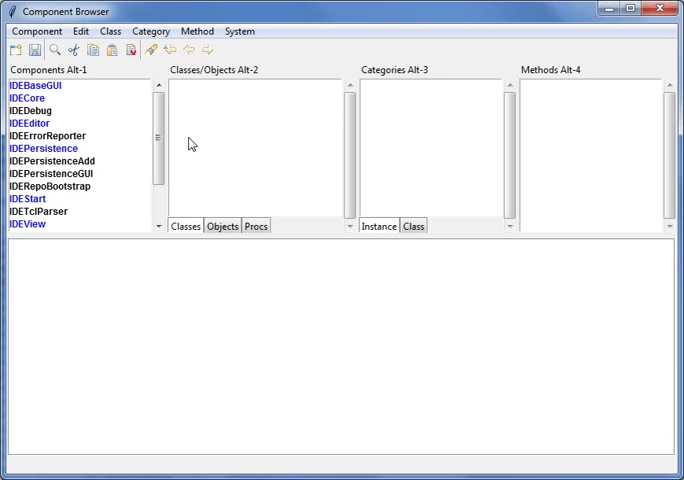 Component Browser
Component Edit Class Category Method System
Components Alt-1
Classes/Objects Alt-2
Categories Alt-3
Methods Alt-4
IDEBaseGUI
IDECore
IDEDebug
IDEEditor
IDEErrorReporter
IDEPersistence
IDEPersistenceAdd
IDEPersistenceGUI
IDERepoBootstrap
IDEStart
IDETclParser
IDEView
Classes Objects Procs
Instance Class